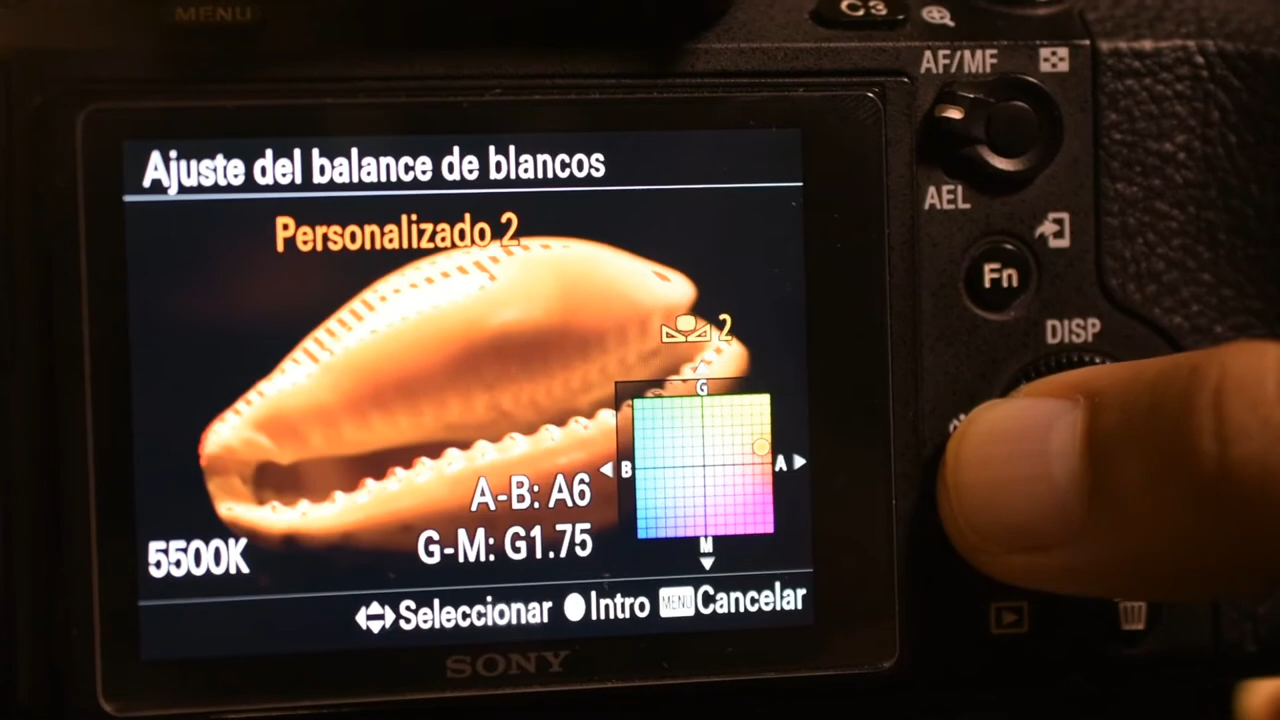 MENU
C3
AF/MF
Ajuste del balance de blancos
AEL
Personalizado 2
Fn
2
DISP
G
B
A
A-B: A6
G-M: G1.75
M
5500K
Seleccionar Intro MENU Cancelar
SONY